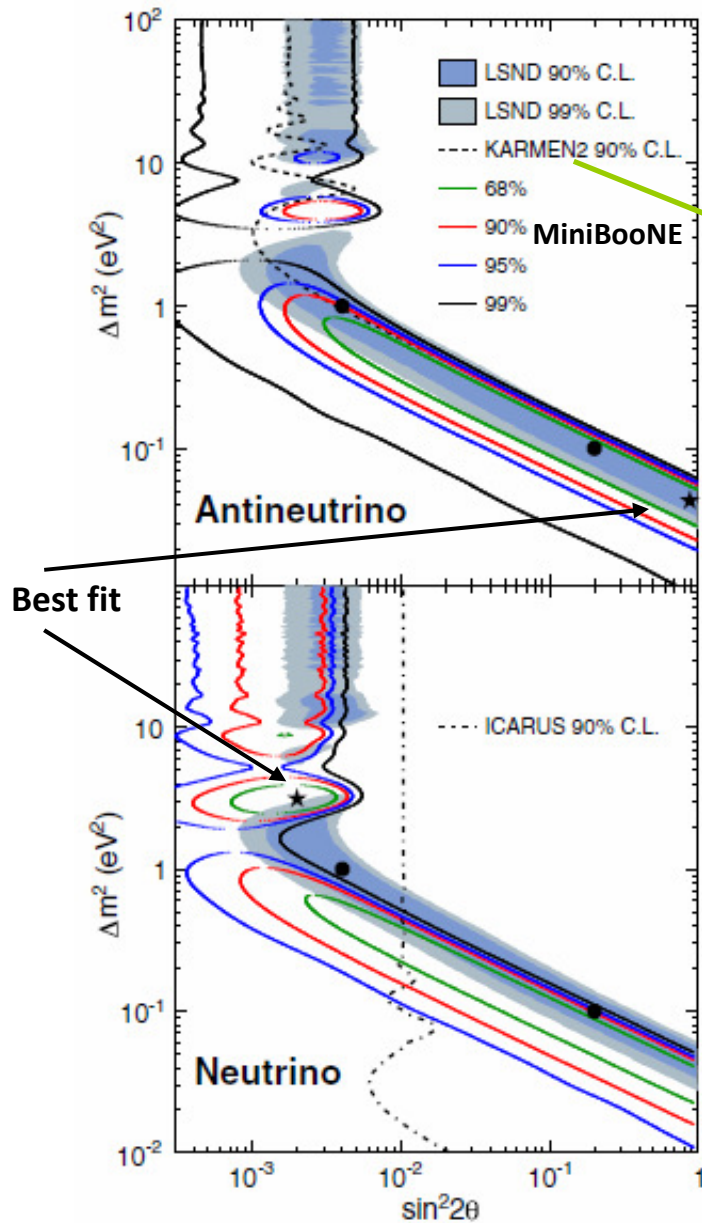 10²
LSND 90% C.L.
LSND 99% C.L.
KARMEN2 90% C.L.
10
68%
90%
MiniBooNE
95%
99%
Δm² (eV²)
1
10⁻¹
Antineutrino
Best fit
10
ICARUS 90% C.L.
Δm² (eV²)
1
10⁻¹
Neutrino
10⁻²
10⁻³ 10⁻² 10⁻¹ 1
sin²2θ